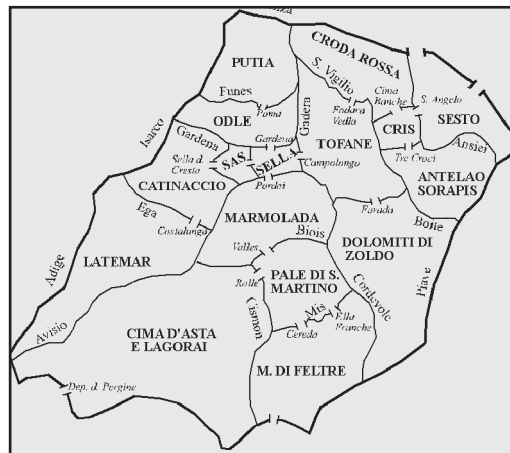 PUTIA
CRODA ROSSA
S. Vigilio
Funes
Poma
ODLE
Gadera
Fodara
Vedla
Cima
Banche
S. Angelo
SESTO
CRIS
Isarco
Gardena
Gardena
TOFANE
Ansiei
Sella d.
Cresta
SAS.
SELLA
Campolongo
Tre Croci
CATINACCIO
Pordoi
ANTELAO
SORAPIS
Ega
Costalunga
MARMOLADA
Forada
Boite
Valles
Biois
DOLOMITI DI
ZOLDO
Adige
LATEMAR
Rolle
PALE DI S.
MARTINO
Piave
Cordevole
Avisio
Cismon
Mis
Cereda
Franche
CIMA D'ASTA
E LAGORAI
M. DI FELTRE
Dep. d. Pergine